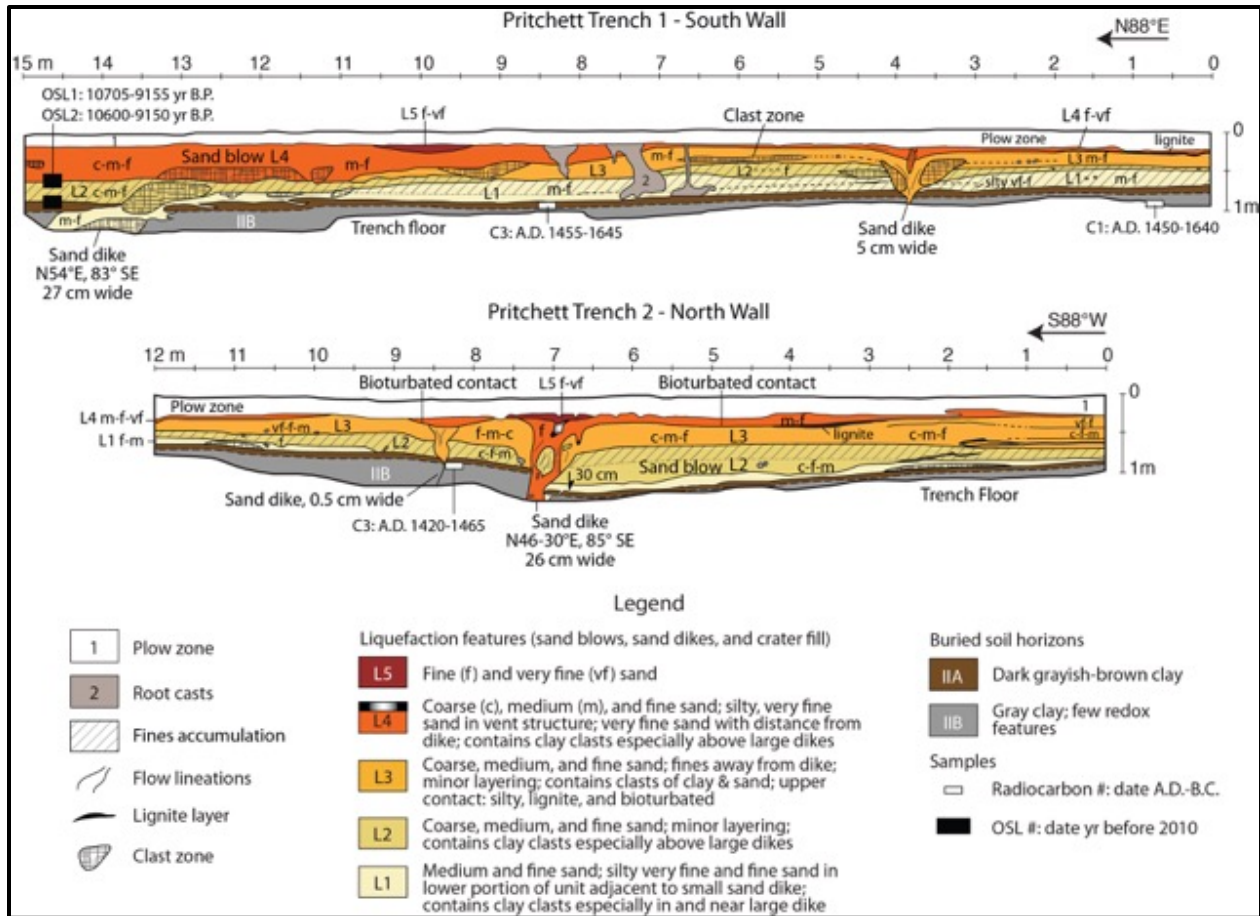 Pritchett Trench 1 - South Wall
N88°E
15 m 14 13 12 11 10 9 8 7 6 5 4 3 2 1 0
OSL1: 10705-9155 yr B.P.
OSL2: 10600-9150 yr B.P.
L5 f-vf
Clast zone
L4 f-vf
1
Plow zone
lignite
0
c-m-f
Sand blow L4
m-f
L3
m-f
L2
f
L3 m-f
L2 c-m-f
L1
m-f
2
silty vf-f
L1
m-f
m-f
IIB
Trench floor
1m
C3: A.D. 1455-1645
Sand dike
5 cm wide
C1: A.D. 1450-1640
Sand dike
N54°E, 83° SE
27 cm wide
Pritchett Trench 2 - North Wall
S88°W
12 m 11 10 9 8 7 6 5 4 3 2 1 0
Bioturbated contact
L5 f-vf
Bioturbated contact
0
Plow zone
1
L4 m-f-vf
vf-f-m
L3
f-m-c
f
c-m-f
L3
m-f
lignite
c-m-f
vf-f
c-f-m
L1 f-m
f
L2
c-f-m
Sand blow L2
c-f-m
1m
IIB
30 cm
Trench Floor
Sand dike, 0.5 cm wide
C3: A.D. 1420-1465
Sand dike
N46-30°E, 85° SE
26 cm wide
Legend
1
Plow zone
2
Root casts
Fines accumulation
Flow lineations
Lignite layer
Clast zone
Liquefaction features (sand blows, sand dikes, and crater fill)
L5
Fine (f) and very fine (vf) sand
L4
Coarse (c), medium (m), and fine sand; silty, very fine
sand in vent structure; very fine sand with distance from
dike; contains clay clasts especially above large dikes
L3
Coarse, medium, and fine sand; fines away from dike;
minor layering; contains clasts of clay & sand; upper
contact: silty, lignite, and bioturbated
L2
Coarse, medium, and fine sand; minor layering;
contains clay clasts especially above large dikes
L1
Medium and fine sand; silty very fine and fine sand in
lower portion of unit adjacent to small sand dike;
contains clay clasts especially in and near large dike
Buried soil horizons
IIA
Dark grayish-brown clay
IIB
Gray clay; few redox
features
Samples
Radiocarbon #: date A.D.-B.C.
OSL #: date yr before 2010